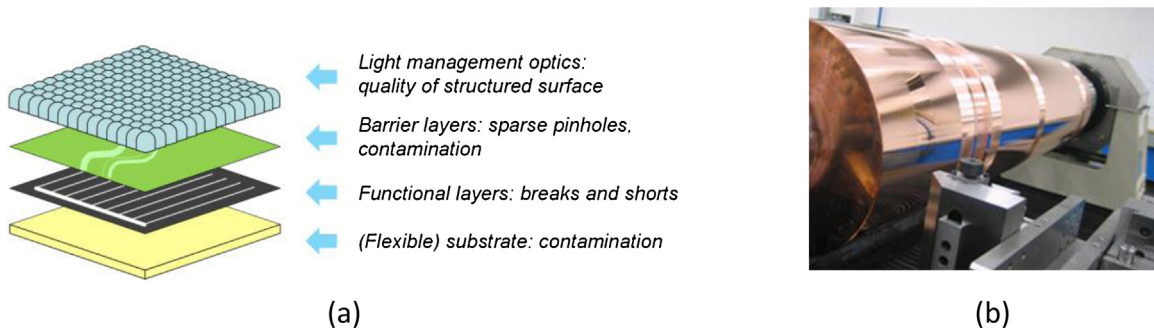 Light management optics:
quality of structured surface
Barrier layers: sparse pinholes,
contamination
Functional layers: breaks and shorts
(Flexible) substrate: contamination
(a)
(b)